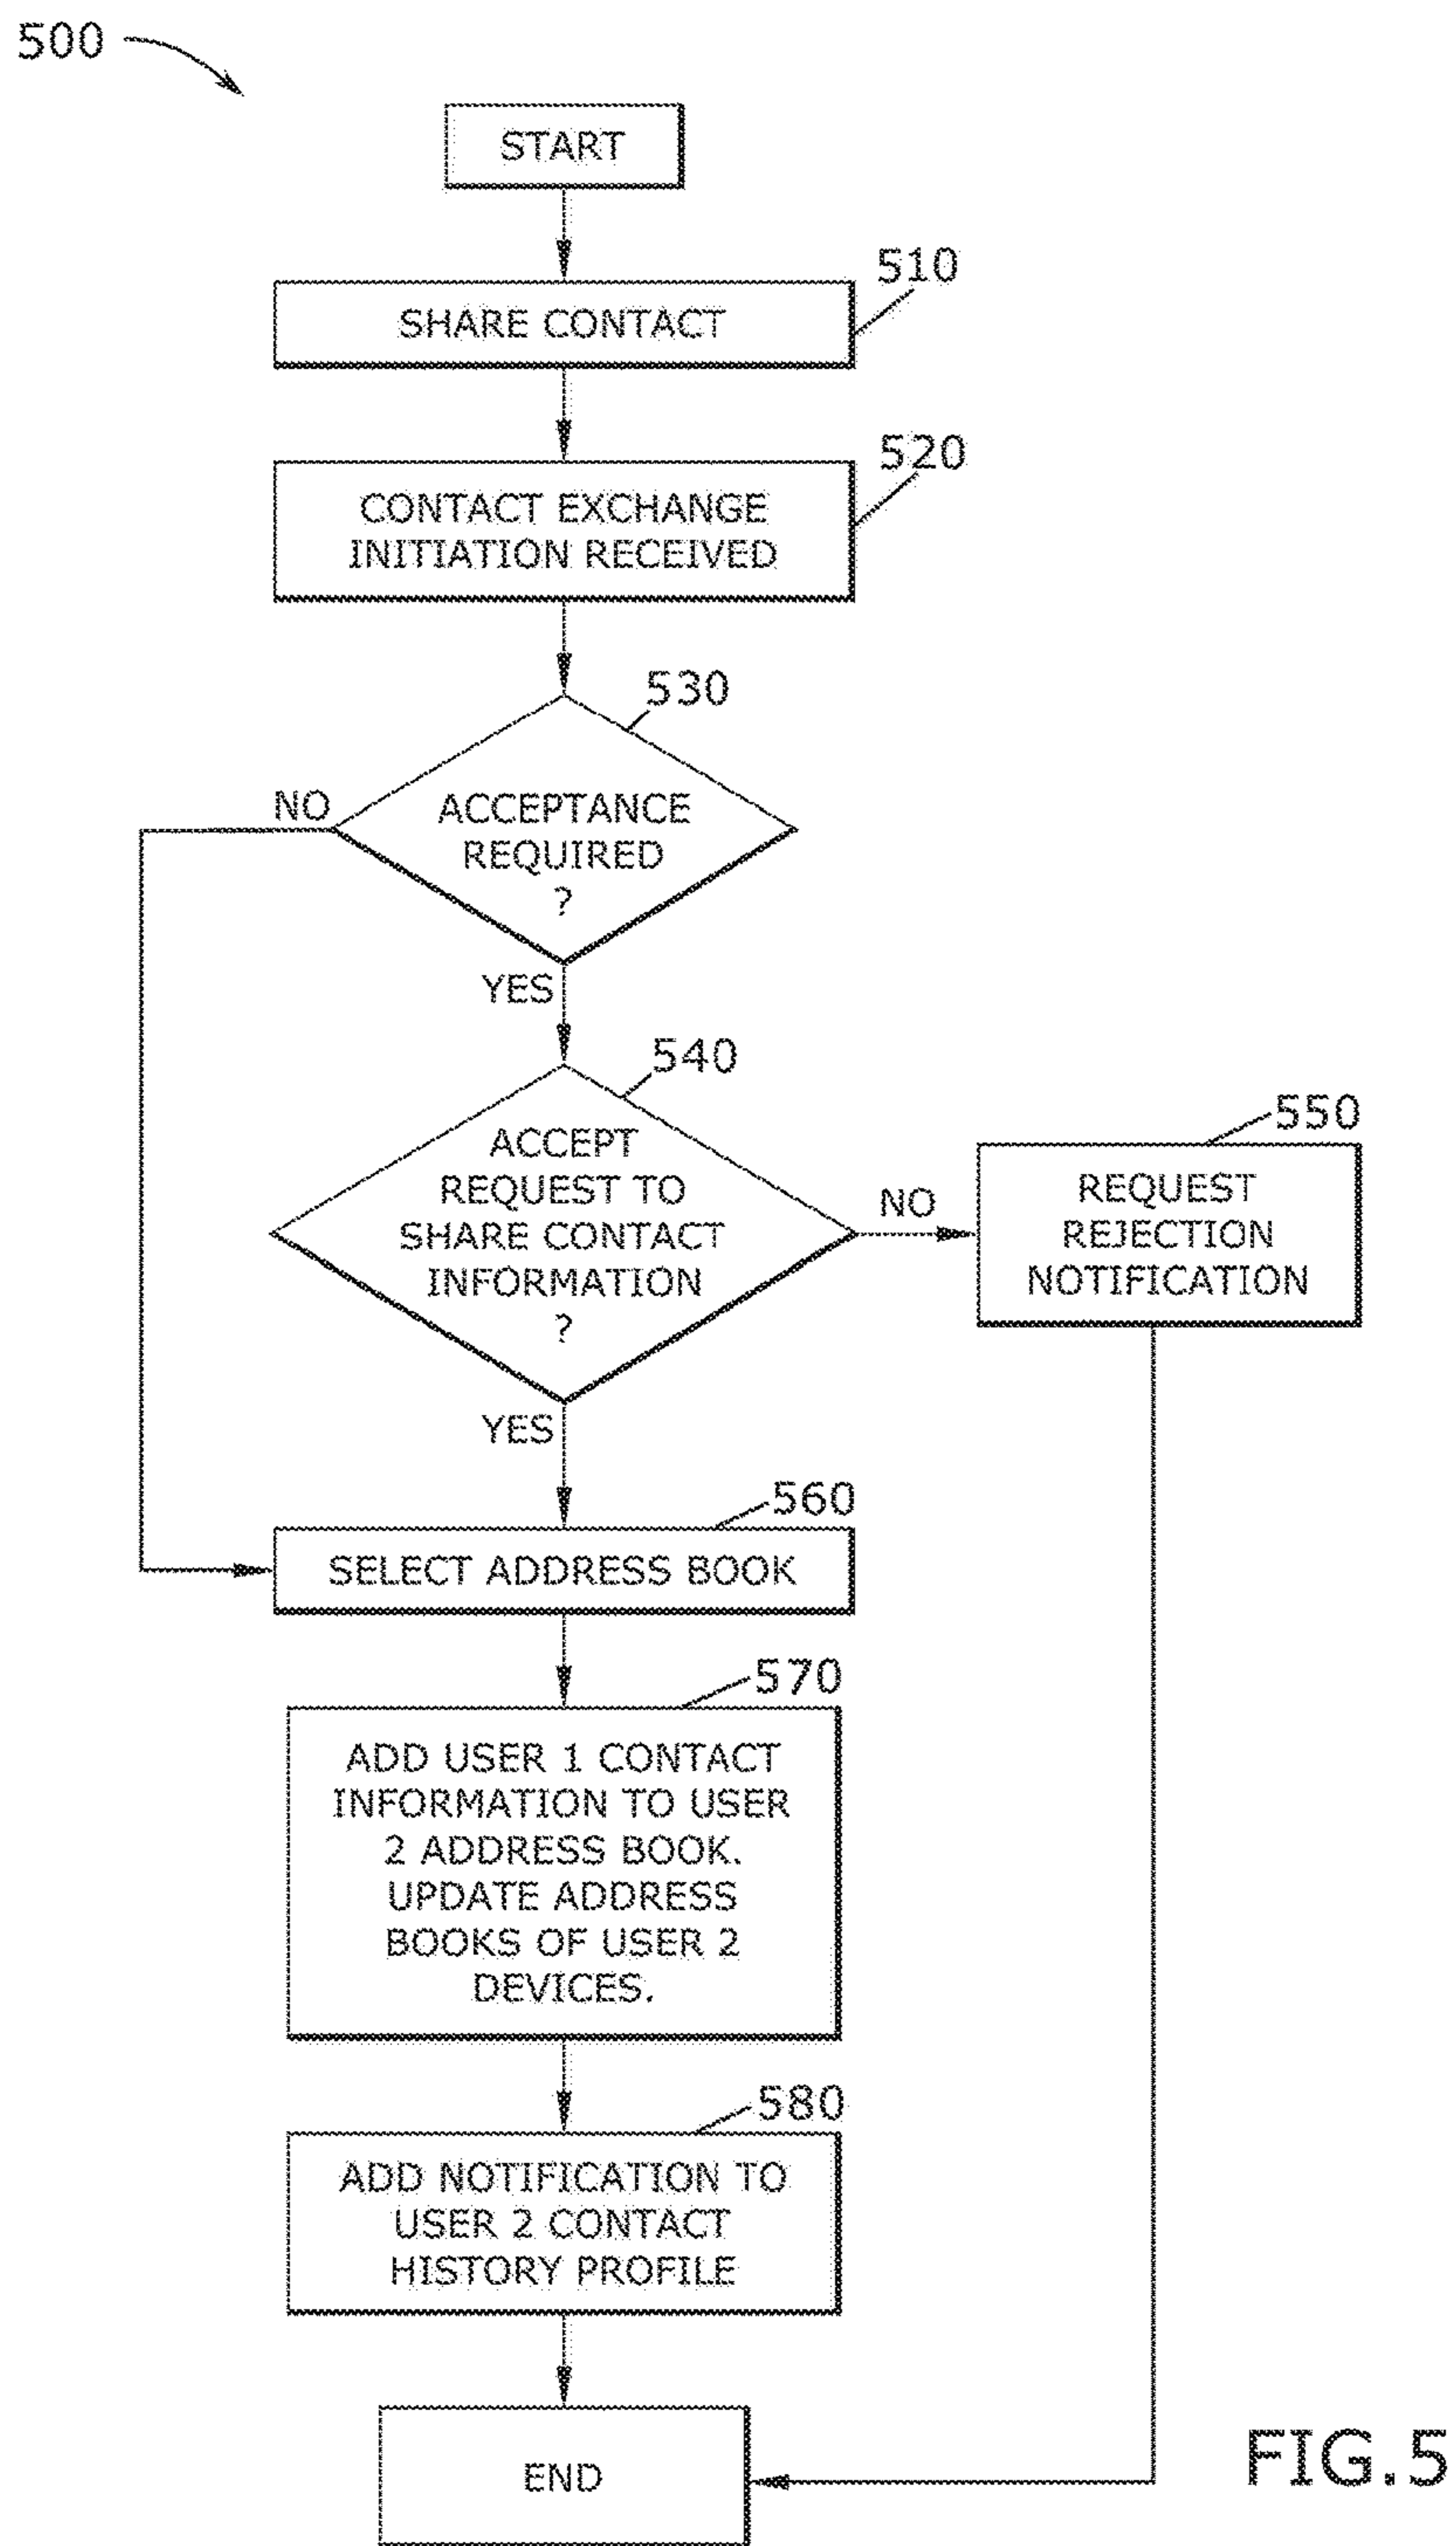 500
START
510
SHARE CONTACT
520
CONTACT EXCHANGE
INITIATION RECEIVED
530
NO
ACCEPTANCE
REQUIRED
?
YES
540
ACCEPT
REQUEST TO
SHARE CONTACT
INFORMATION
?
NO
550
REQUEST
REJECTION
NOTIFICATION
YES
560
SELECT ADDRESS BOOK
570
ADD USER 1 CONTACT
INFORMATION TO USER
2 ADDRESS BOOK.
UPDATE ADDRESS
BOOKS OF USER 2
DEVICES.
580
ADD NOTIFICATION TO
USER 2 CONTACT
HISTORY PROFILE
END
FIG.5